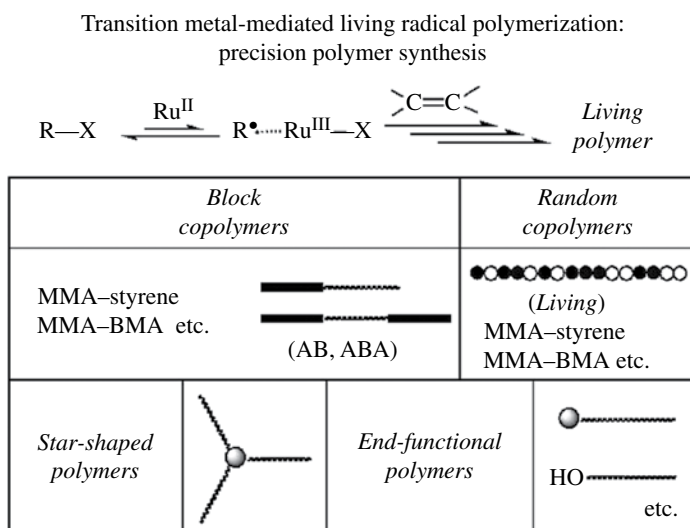 Transition metal-mediated living radical polymerization:
precision polymer synthesis
R—X Ru^II R•·····Ru^III—X C=C Living
polymer
Block
copolymers
Random
copolymers
MMA–styrene
MMA–BMA etc.
(AB, ABA)
(Living)
MMA–styrene
MMA–BMA etc.
Star-shaped
polymers
End-functional
polymers
HO
etc.